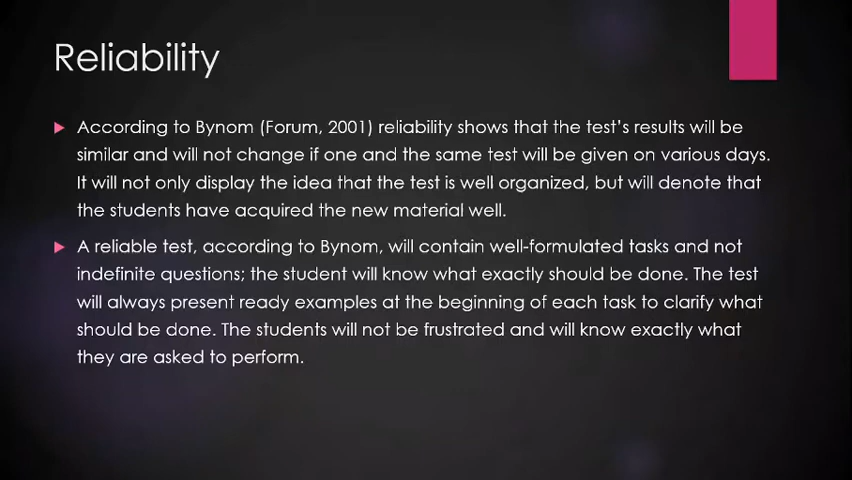 Reliability
According to Bynom (Forum, 2001) reliability shows that the test's results will be
similar and will not change if one and the same test will be given on various days.
It will not only display the idea that the test is well organized, but will denote that
the students have acquired the new material well.
A reliable test, according to Bynom, will contain well-formulated tasks and not
indefinite questions; the student will know what exactly should be done. The test
will always present ready examples at the beginning of each task to clarify what
should be done. The students will not be frustrated and will know exactly what
they are asked to perform.